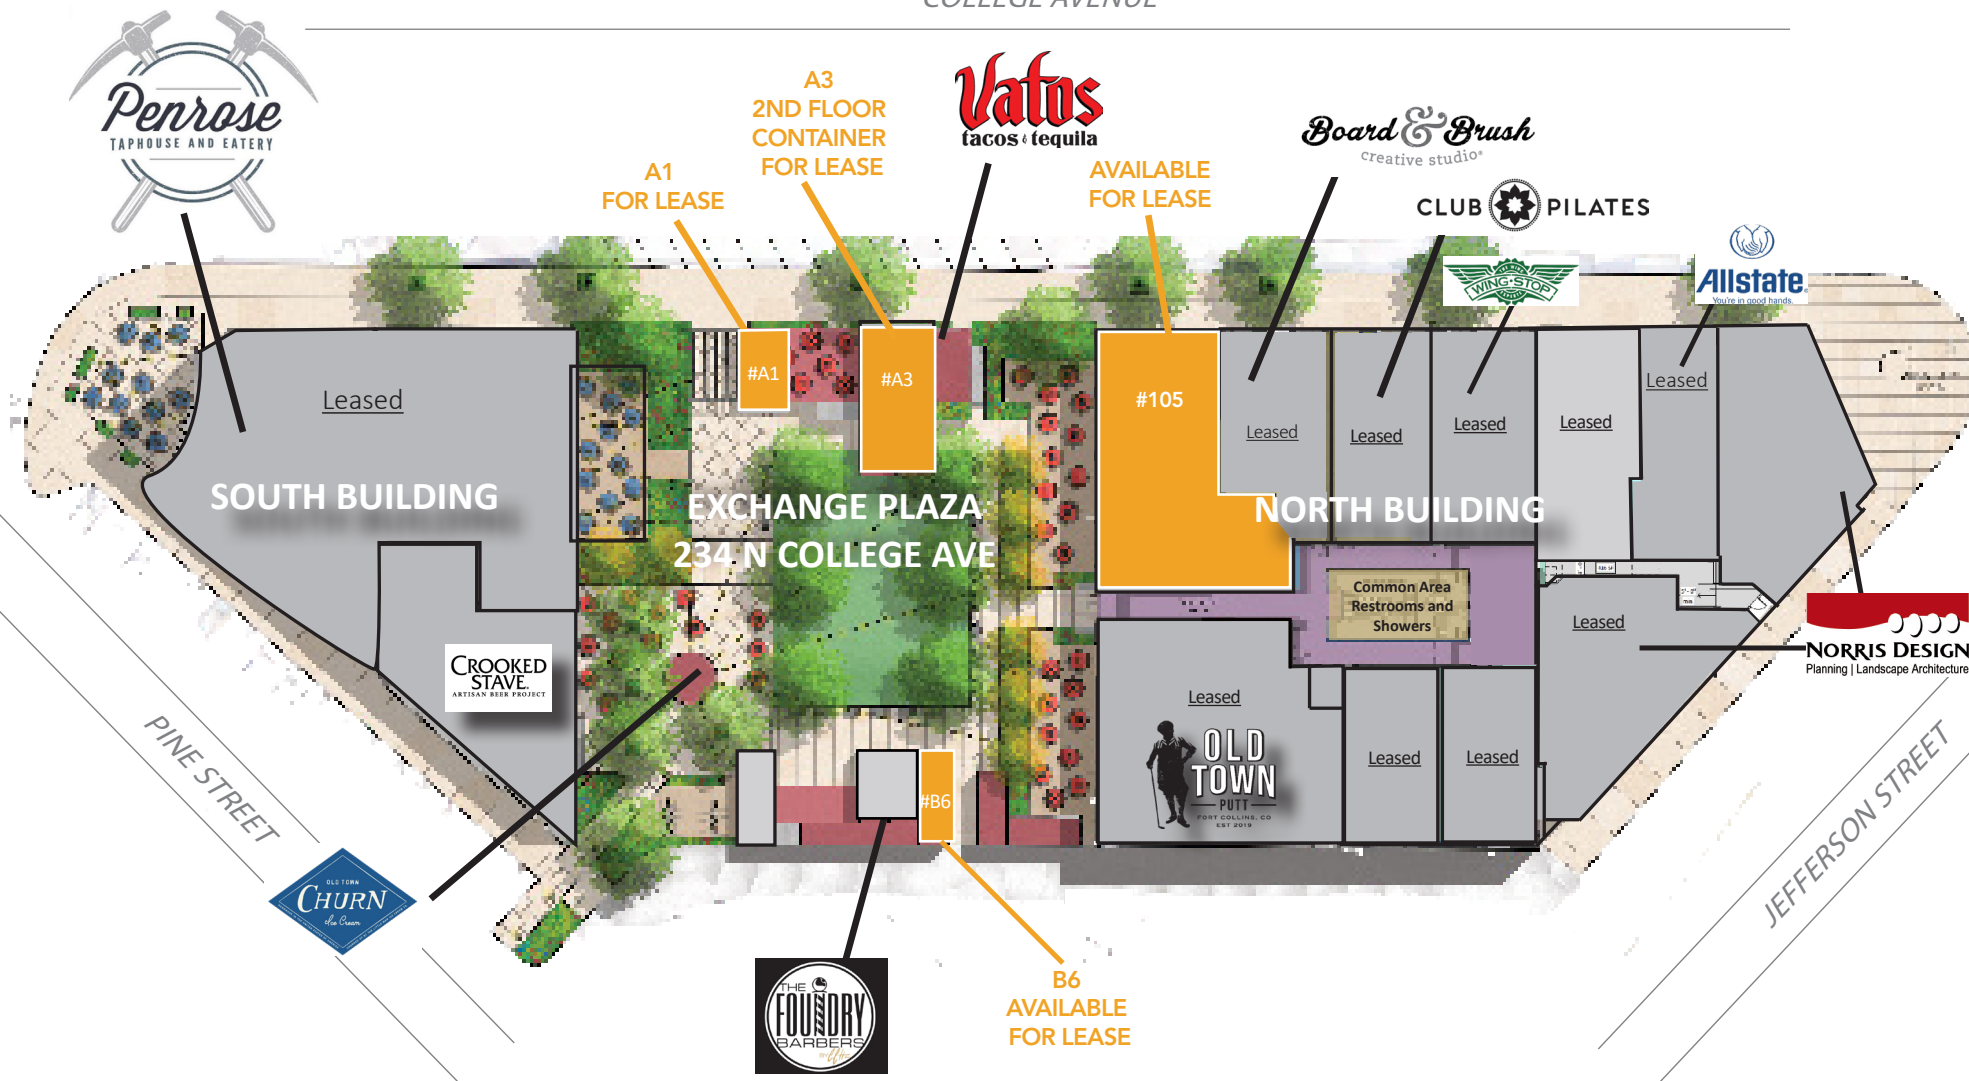 COLLEGE AVENUE
Penrose
TAPHOUSE AND EATERY
A1
FOR LEASE
A3
2ND FLOOR
CONTAINER
FOR LEASE
Vatos
tacos & tequila
AVAILABLE
FOR LEASE
Board & Brush
creative studio
CLUB PILATES
WING·STOP
Allstate
You're in good hands.
Leased
#A1
#A3
#105
Leased
Leased
Leased
Leased
Leased
SOUTH BUILDING
EXCHANGE PLAZA
234 N COLLEGE AVE
NORTH BUILDING
Common Area
Restrooms and
Showers
Leased
NORRIS DESIGN
Planning | Landscape Architecture
CROOKED
STAVE
ARTISAN BEER PROJECT
Leased
OLD
TOWN
PUTT
FORT COLLINS, CO
EST 2019
Leased
Leased
#B6
PINE STREET
JEFFERSON STREET
OLD TOWN
CHURN
Ice Cream
THE
FOUNDRY
BARBERS
B6
AVAILABLE
FOR LEASE